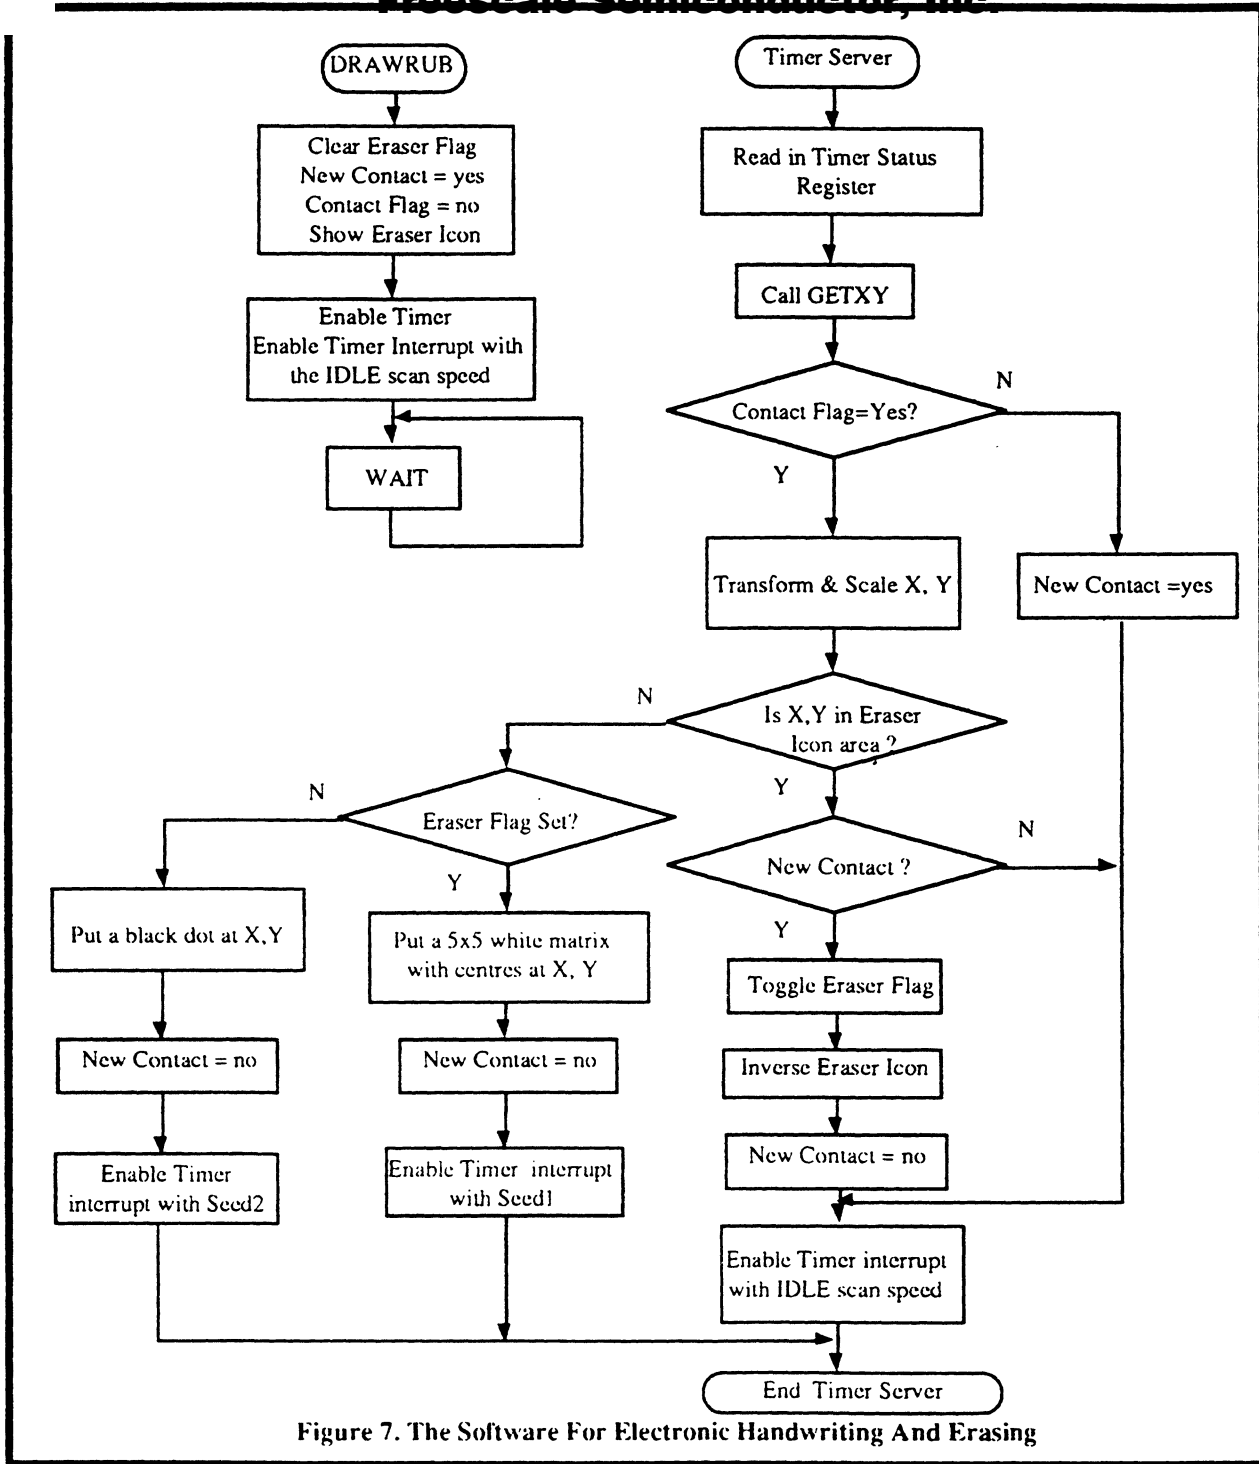 Freescale Semiconductor, Inc.
DRAWRUB
Clear Eraser Flag
New Contact = yes
Contact Flag = no
Show Eraser Icon
Enable Timer
Enable Timer Interrupt with
the IDLE scan speed
WAIT
Timer Server
Read in Timer Status
Register
Call GETXY
Contact Flag=Yes?
N
Y
Transform & Scale X, Y
New Contact =yes
Is X,Y in Eraser
Icon area ?
N
Y
Eraser Flag Set?
N
Y
New Contact ?
N
Y
Put a black dot at X,Y
New Contact = no
Enable Timer
interrupt with Seed2
Put a 5x5 white matrix
with centres at X, Y
New Contact = no
Enable Timer interrupt
with Seed1
Toggle Eraser Flag
Inverse Eraser Icon
New Contact = no
Enable Timer interrupt
with IDLE scan speed
End Timer Server
Figure 7. The Software For Electronic Handwriting And Erasing